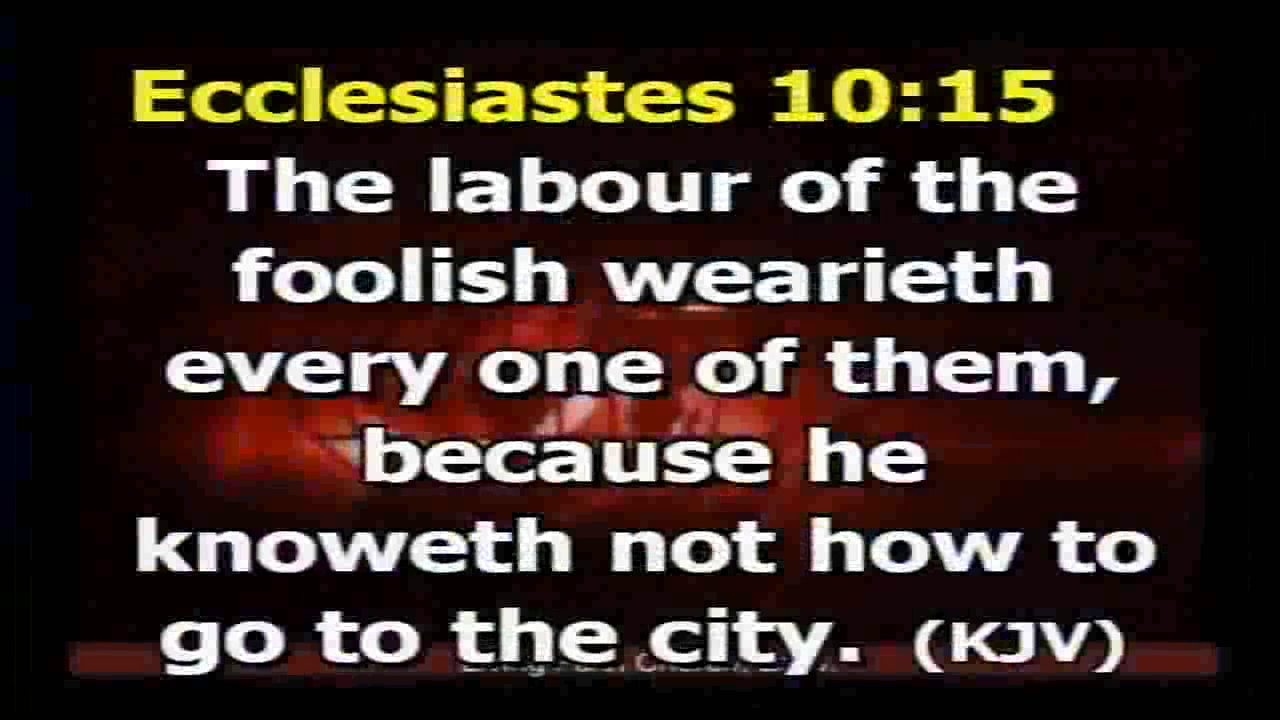 Ecclesiastes 10:15
The labour of the
foolish wearieth
every one of them,
because he
knoweth not how to
go to the city. (KJV)